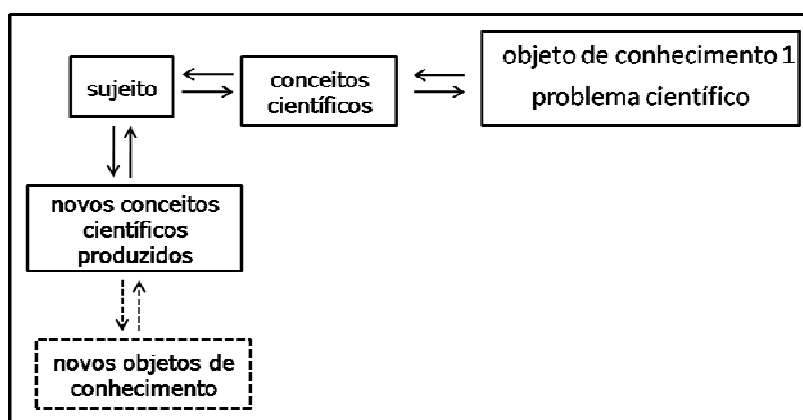 sujeito
conceitos
científicos
objeto de conhecimento 1
problema científico
novos conceitos
científicos
produzidos
novos objetos de
conhecimento